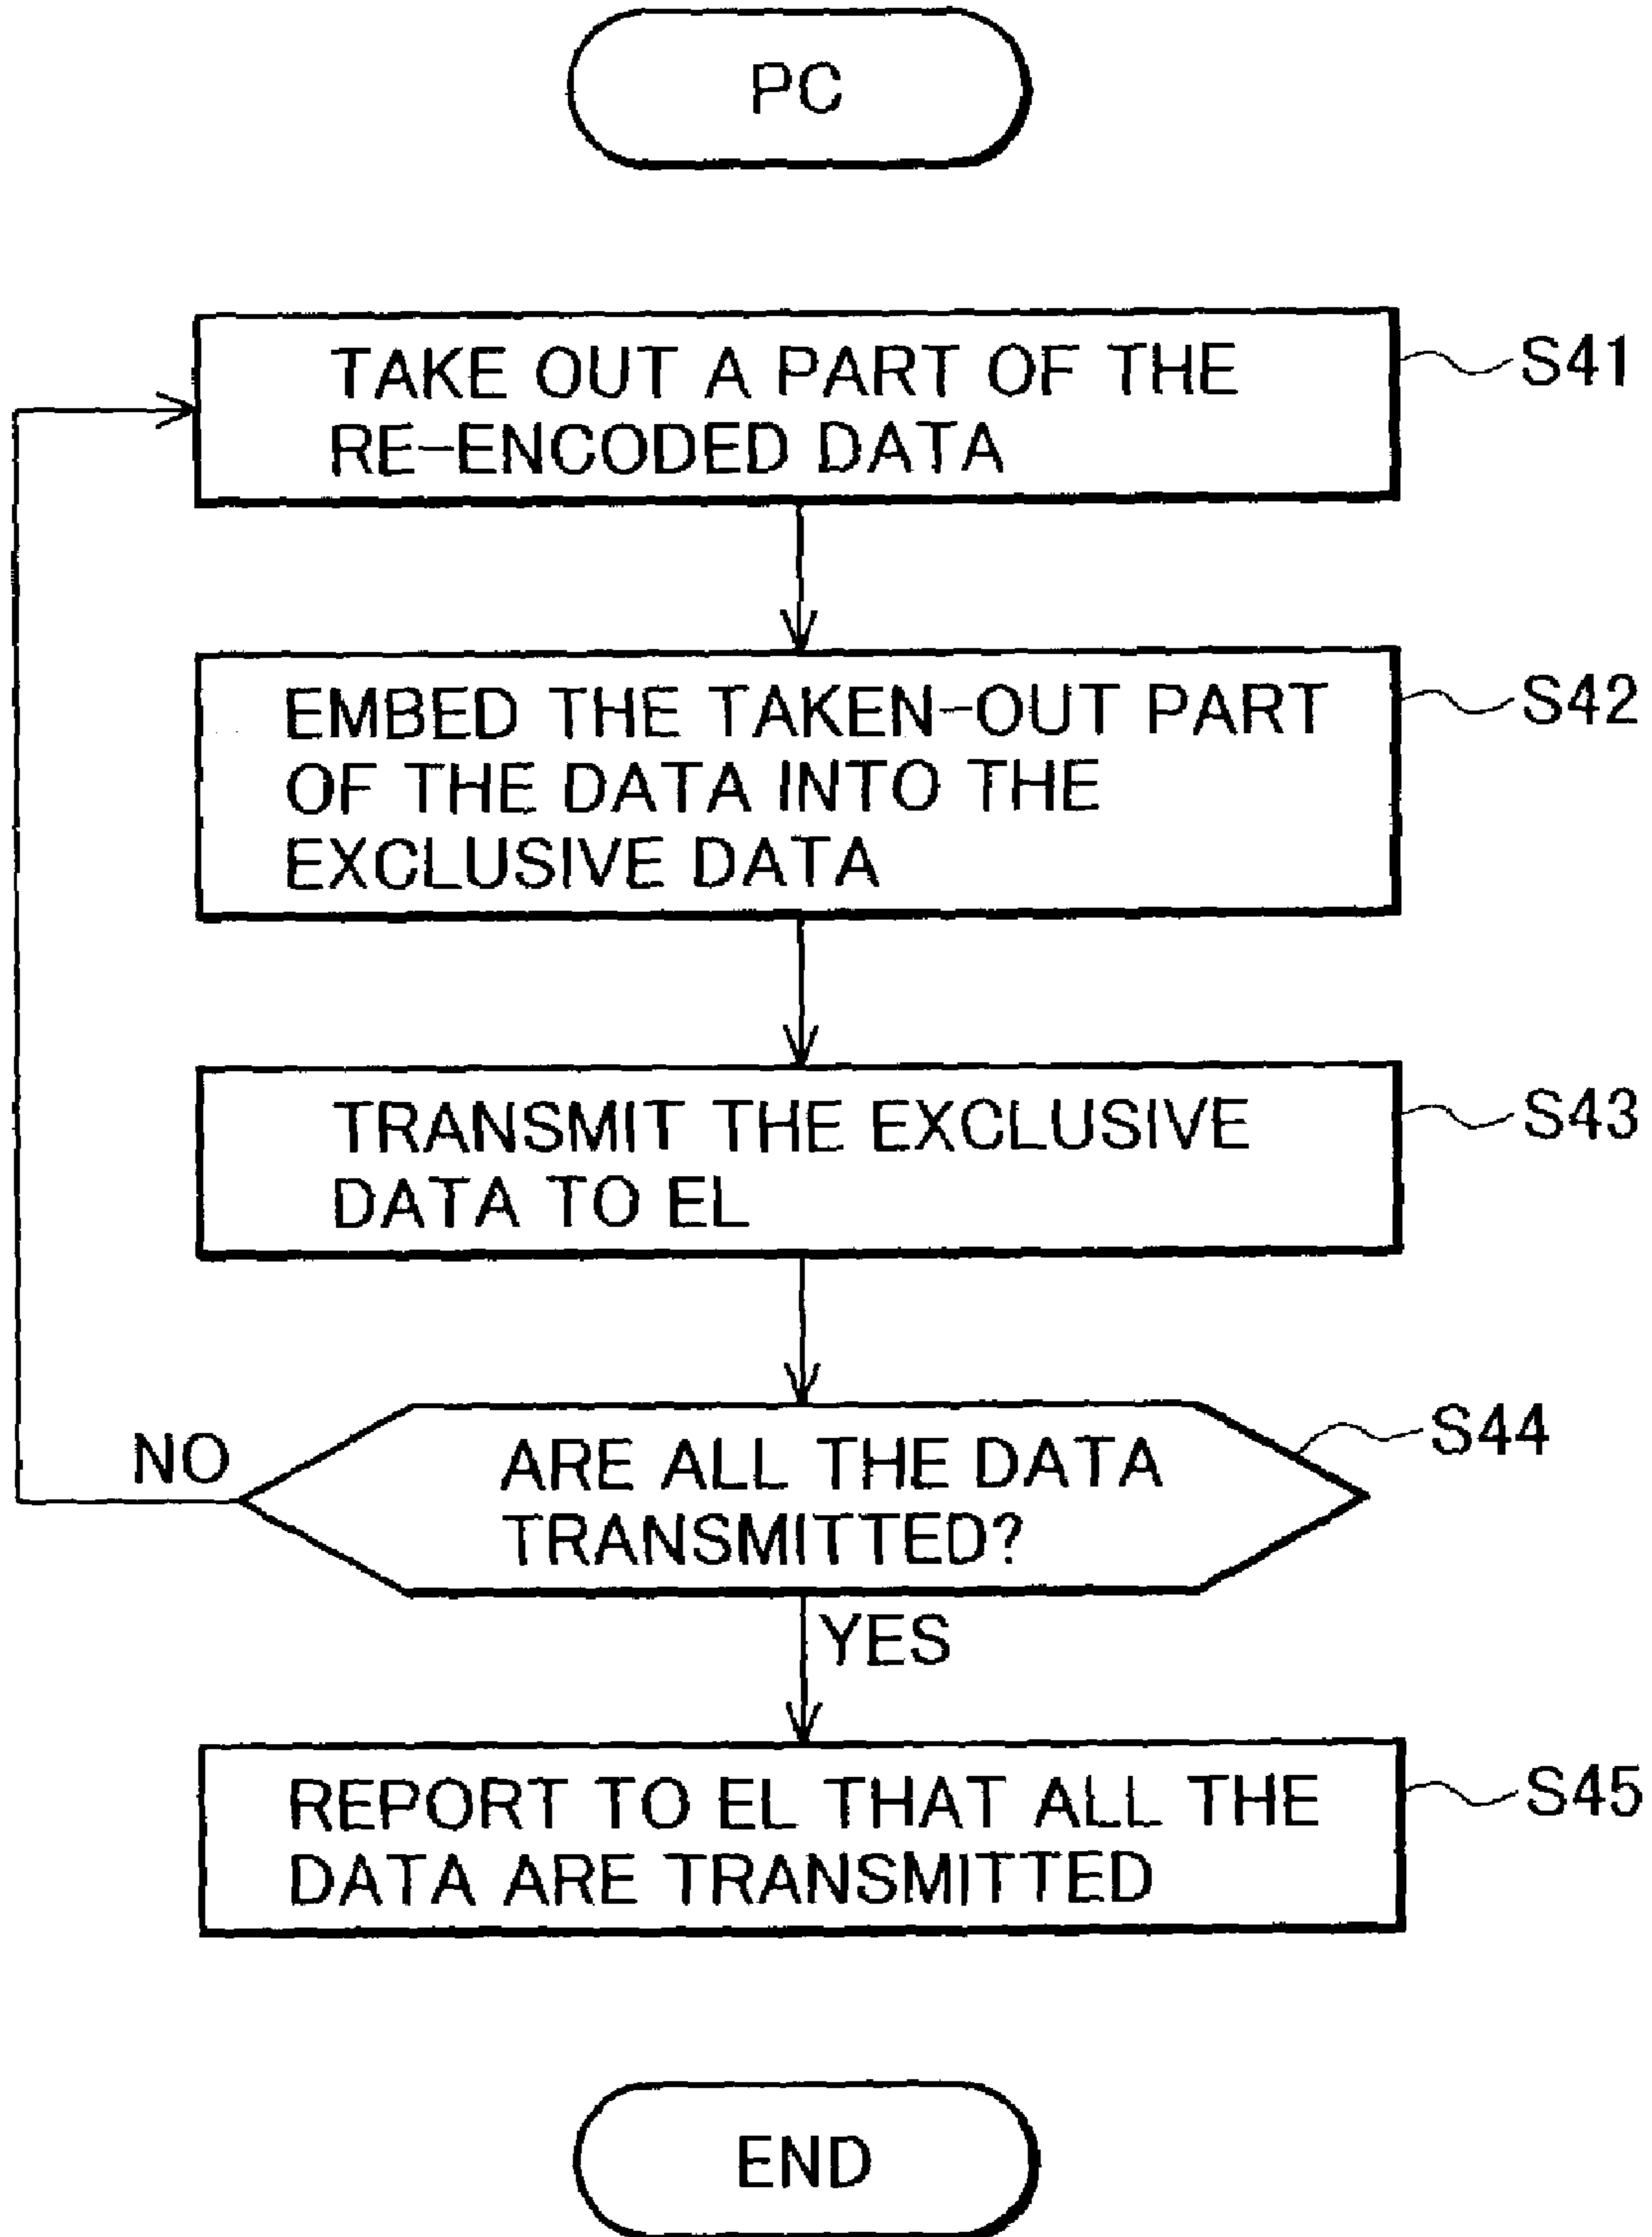 PC
TAKE OUT A PART OF THE
RE-ENCODED DATA
S41
EMBED THE TAKEN-OUT PART
OF THE DATA INTO THE
EXCLUSIVE DATA
S42
TRANSMIT THE EXCLUSIVE
DATA TO EL
S43
NO
ARE ALL THE DATA
TRANSMITTED?
S44
YES
REPORT TO EL THAT ALL THE
DATA ARE TRANSMITTED
S45
END